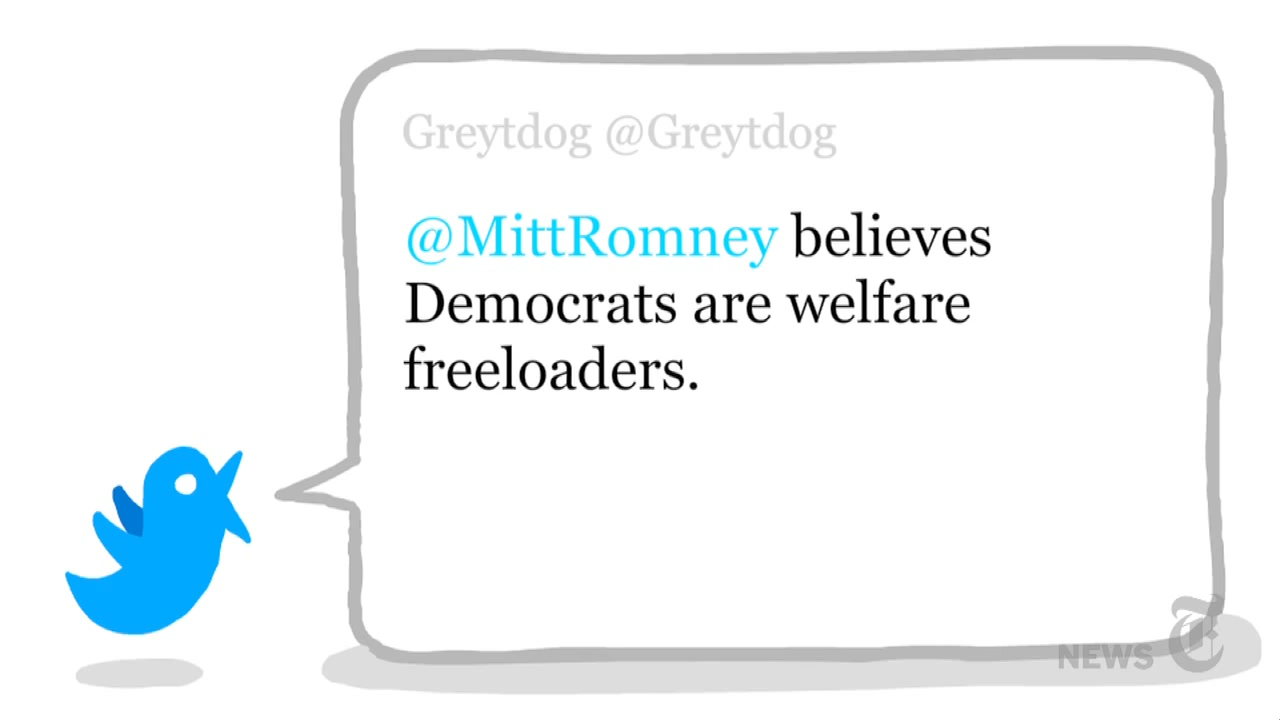 Greytdog @Greytdog
@MittRomney believes
Democrats are welfare
freeloaders.
T
NEWS